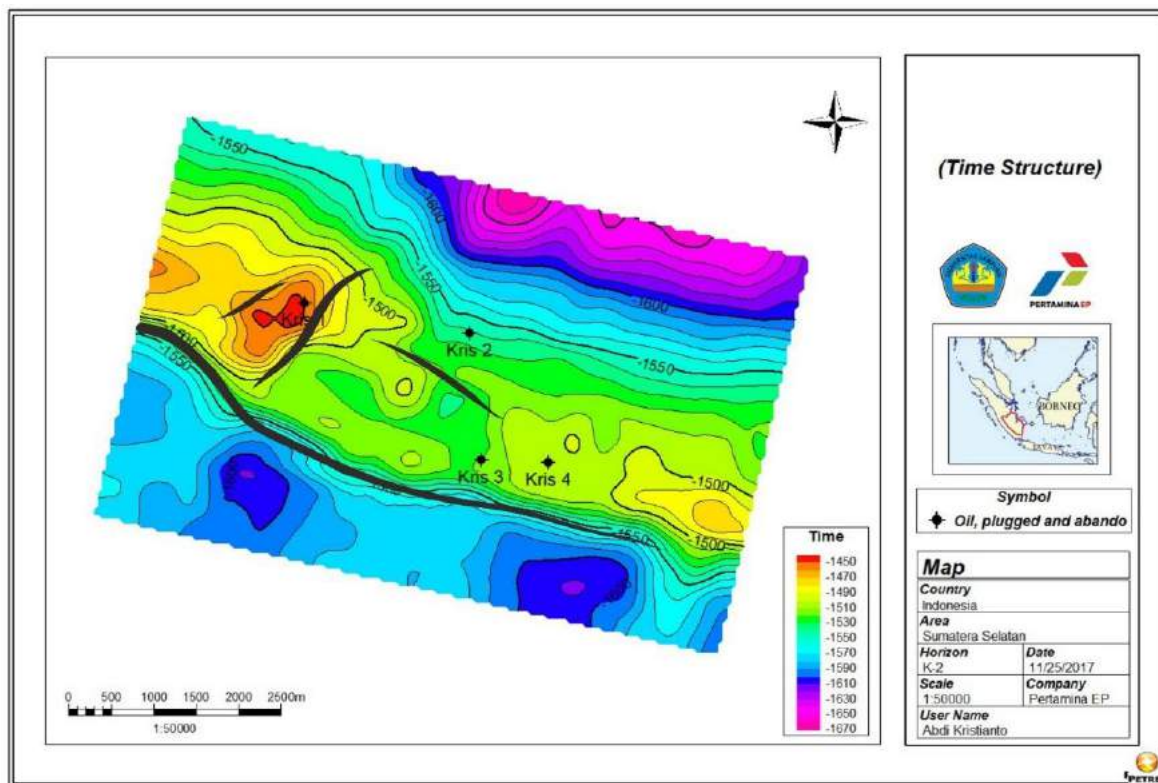 -1550
-1600
-1550
-1500
-1600
Kris 2
-1550
-1500
-1550
Kris 3
Kris 4
-1500
-1550
-1500
0 500 1000 1500 2000 2500m
1:50000
Time
-1450
-1470
-1490
-1510
-1530
-1550
-1570
-1590
-1610
-1630
-1650
-1670
(Time Structure)
PERTAMINA EP
BORNEO
Symbol
Oil, plugged and abando
Map
Country
Indonesia
Area
Sumatera Selatan
Horizon Date
K-2 11/25/2017
Scale Company
1:50000 Pertamina EP
User Name
Abdi Kristianto